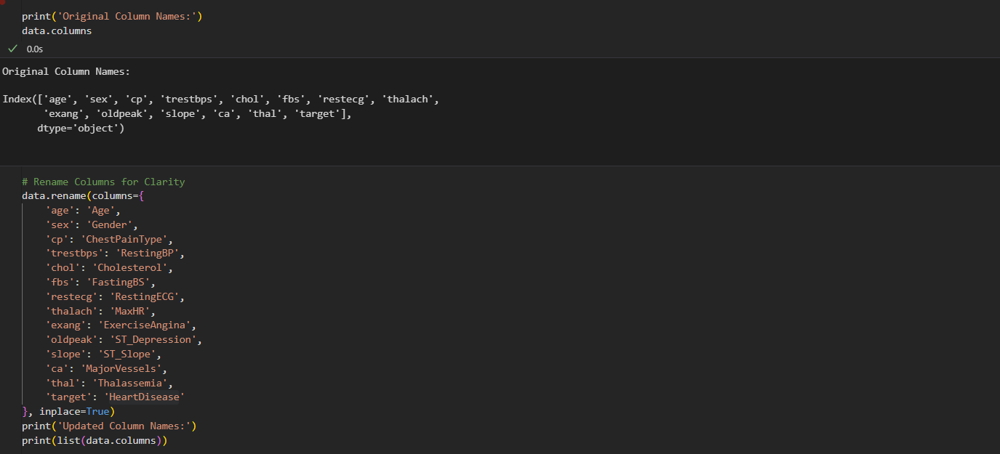 print('Original Column Names:')
data.columns
0.0s
Original Column Names:
Index(['age', 'sex', 'cp', 'trestbps', 'chol', 'fbs', 'restecg', 'thalach',
       'exang', 'oldpeak', 'slope', 'ca', 'thal', 'target'],
      dtype='object')
# Rename Columns for Clarity
data.rename(columns={
    'age': 'Age',
    'sex': 'Gender',
    'cp': 'ChestPainType',
    'trestbps': 'RestingBP',
    'chol': 'Cholesterol',
    'fbs': 'FastingBS',
    'restecg': 'RestingECG',
    'thalach': 'MaxHR',
    'exang': 'ExerciseAngina',
    'oldpeak': 'ST_Depression',
    'slope': 'ST_Slope',
    'ca': 'MajorVessels',
    'thal': 'Thalassemia',
    'target': 'HeartDisease'
}, inplace=True)
print('Updated Column Names:')
print(list(data.columns))